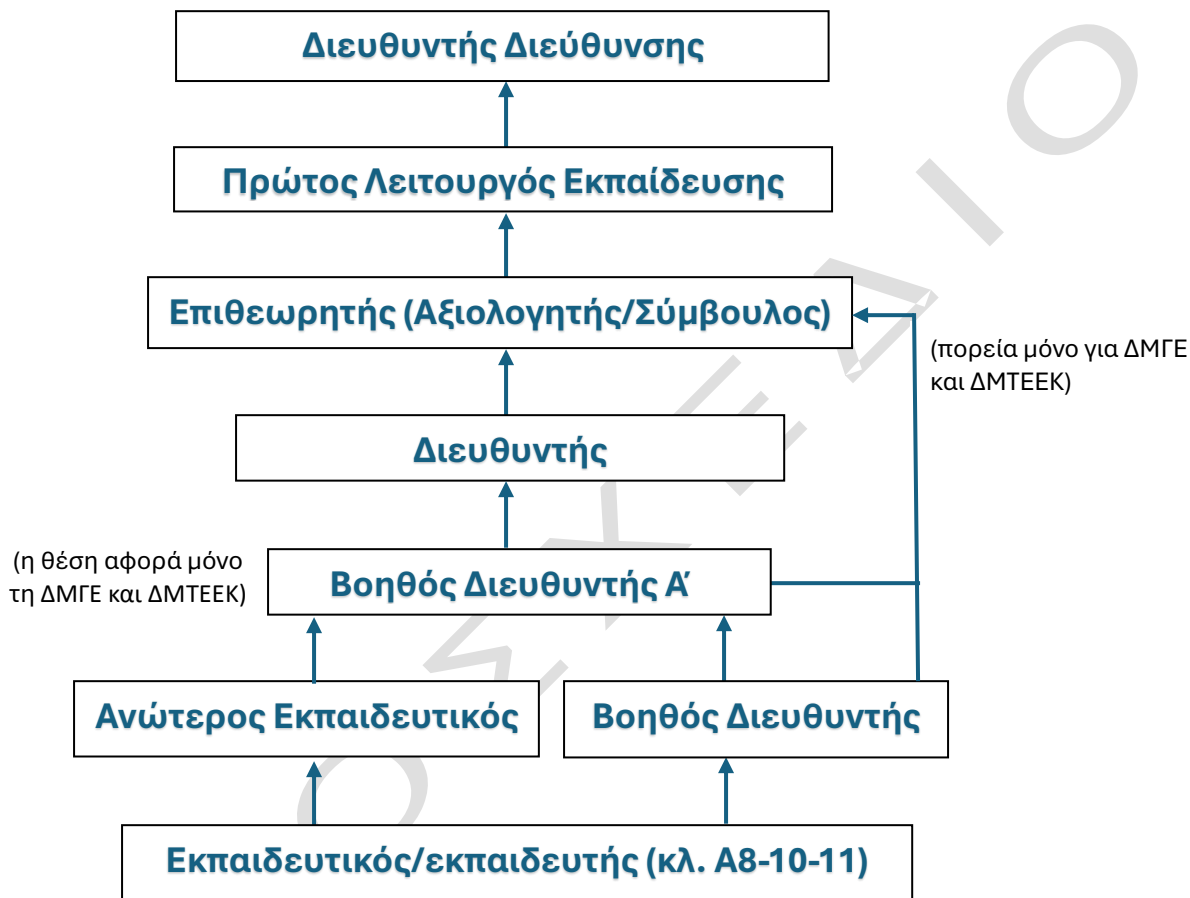 Διευθυντής Διεύθυνσης
Πρώτος Λειτουργός Εκπαίδευσης
Επιθεωρητής (Αξιολογητής/Σύμβουλος)
(πορεία μόνο για ΔΜΓΕ
και ΔΜΤΕΕΚ)
Διευθυντής
(η θέση αφορά μόνο
τη ΔΜΓΕ και ΔΜΤΕΕΚ)
Βοηθός Διευθυντής Α΄
Ανώτερος Εκπαιδευτικός
Βοηθός Διευθυντής
Εκπαιδευτικός/εκπαιδευτής (κλ. Α8-10-11)
ΟΣΧΕΔΙΟ